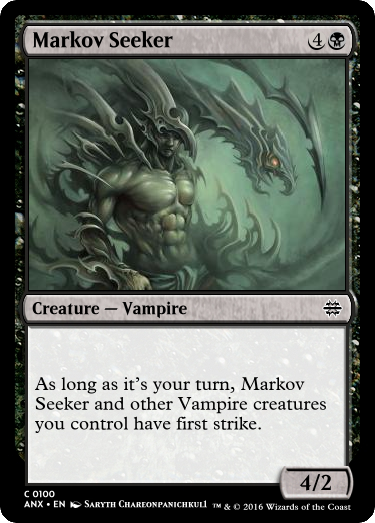 Markov Seeker 4
Creature — Vampire
As long as it's your turn, Markov
Seeker and other Vampire creatures
you control have first strike.
4/2
C 0100
ANX • EN Saryth Chareonpanichkul1 ™ & © 2016 Wizards of the Coast